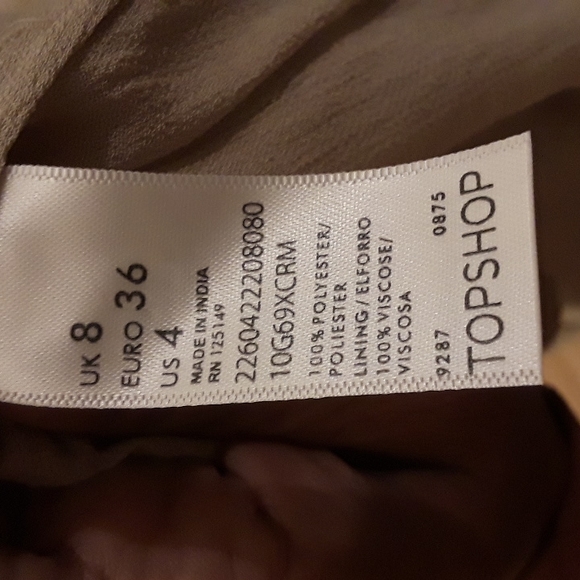 UK 8
EURO 36
US 4
MADE IN INDIA
RN 125149
2260422208080
10G69XCRM
100% POLYESTER/
POLIESTER
LINING / ELFORRO
100% VISCOSE/
VISCOSA
9287 0875
TOPSHOP